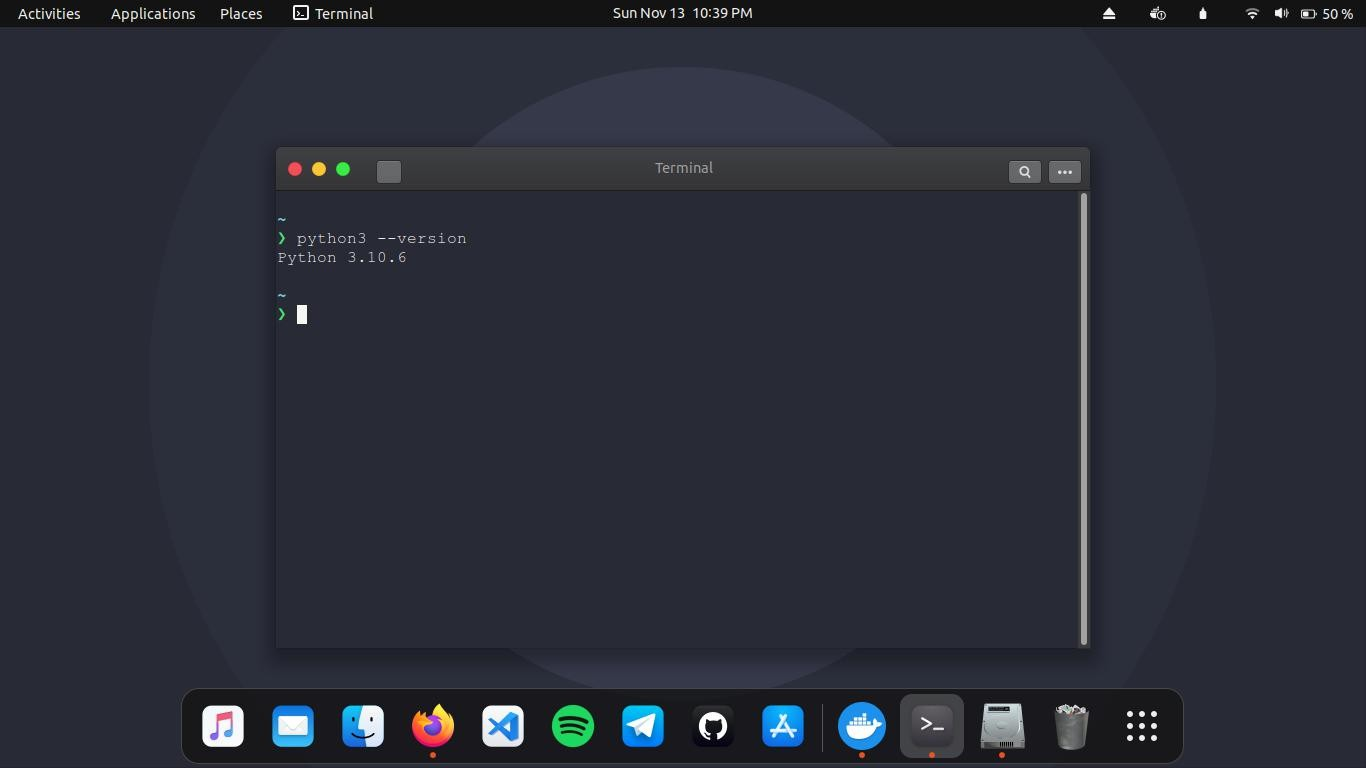 Activities Applications Places Terminal Sun Nov 13 10:39 PM 50 %
Terminal
~
❯ python3 --version
Python 3.10.6
~
❯